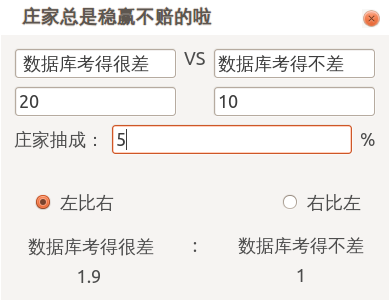 庄家总是稳赢不赔的啦
数据库考得很差 VS 数据库考得不差
20 10
庄家抽成： 5 %
左比右 右比左
数据库考得很差 : 数据库考得不差
1.9 1